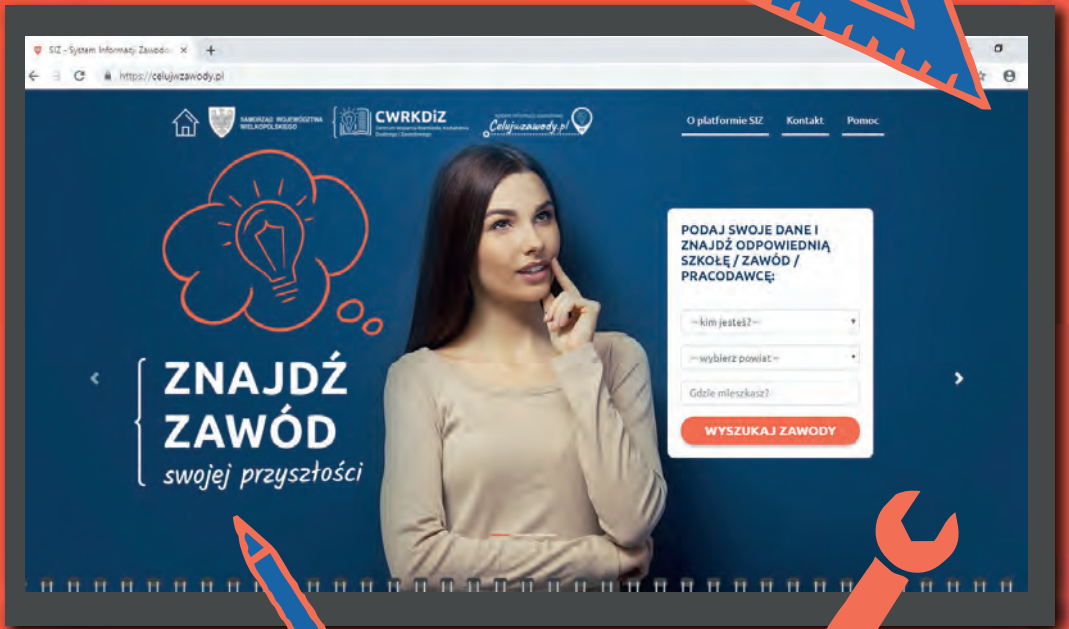 SIZ - System Informacji Zawodo
https://celujwzawody.pl
SAMORZĄD WOJEWÓDZTWA
WIELKOPOLSKIEGO
CWRKDiZ
Celujwzawody.pl
O platformie SIZ
Kontakt
Pomoc
PODAJ SWOJE DANE I
ZNAJDŹ ODPOWIEDNIĄ
SZKOŁĘ / ZAWÓD /
PRACODAWCĘ:
--kim jesteś?--
--wybierz powiat--
Gdzie mieszkasz?
WYSZUKAJ ZAWODY
ZNAJDŹ
ZAWÓD
swojej przyszłości